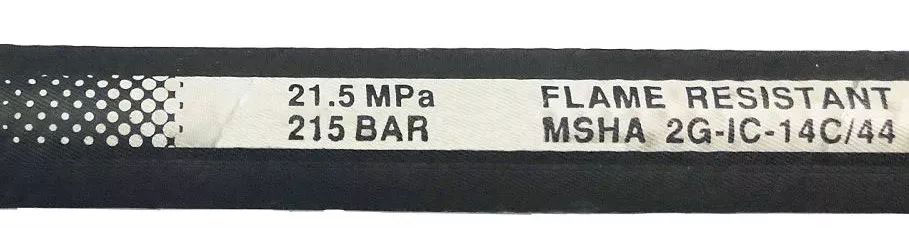 21.5 MPa FLAME RESISTANT
215 BAR MSHA 2G-IC-14C/44